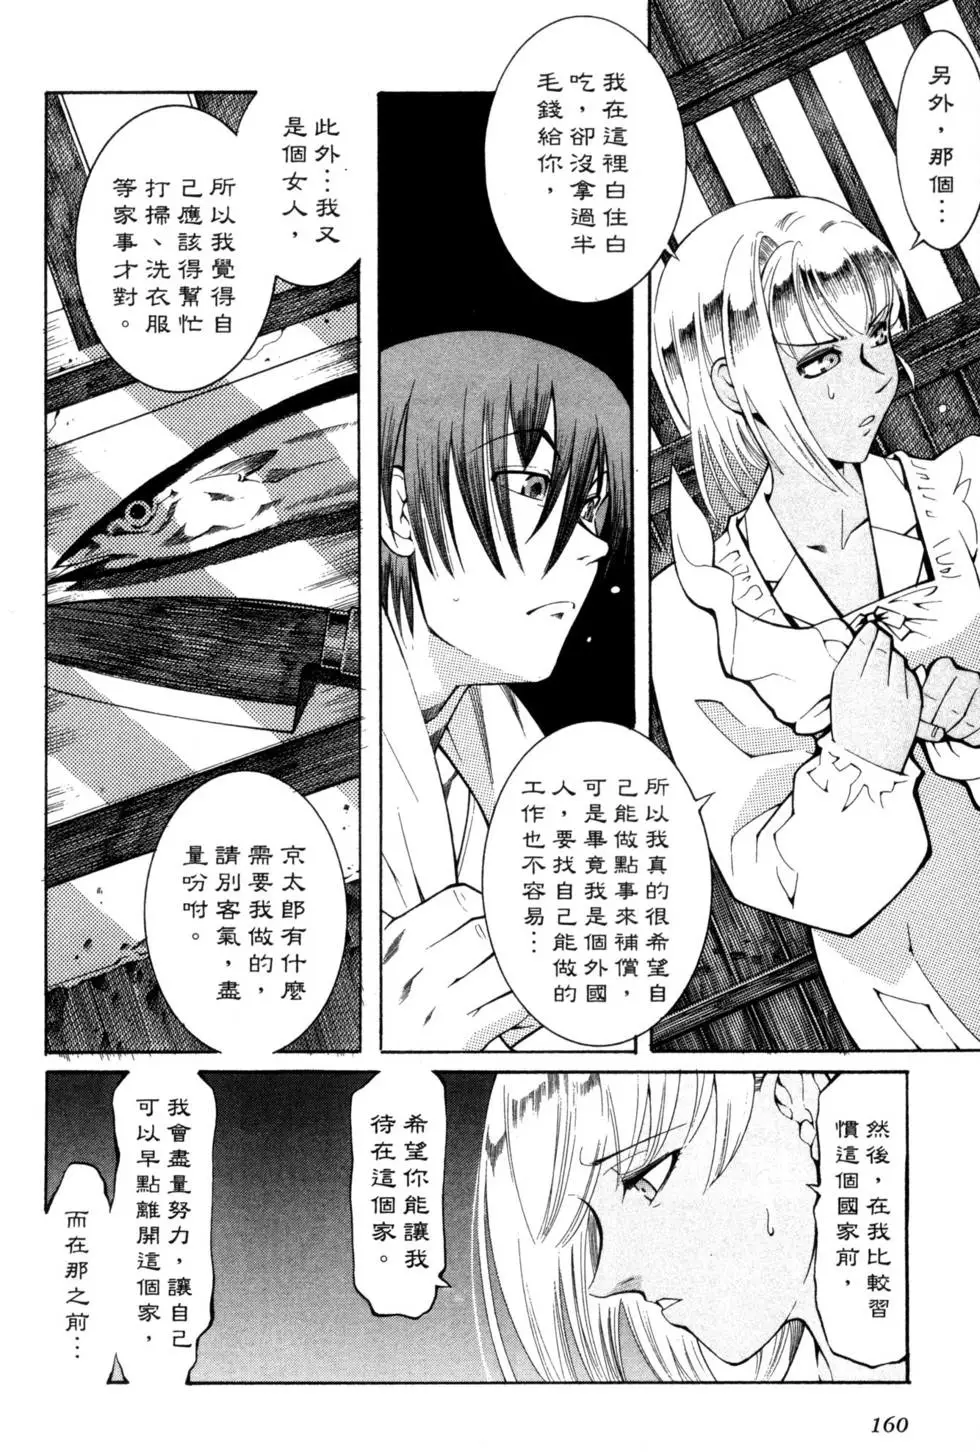 另外，那個…
我在這裡白住白
吃，卻沒拿過半
毛錢給你，
所以我真的很希望自
己能做點事來補償，
可是畢竟我是個外國
人，要找自己能做的
工作也不容易…
此外…我又
是個女人，
所以我覺得自
己應該得幫忙
打掃、洗衣服
等家事才對。
京太郎有什麼
需要我做的，
請別客氣，盡
量吩咐。
然後，在我比較習
慣這個國家前，
希望你能讓我
待在這個家。
我會盡量努力，讓自己
可以早點離開這個家，
而在那之前…
160